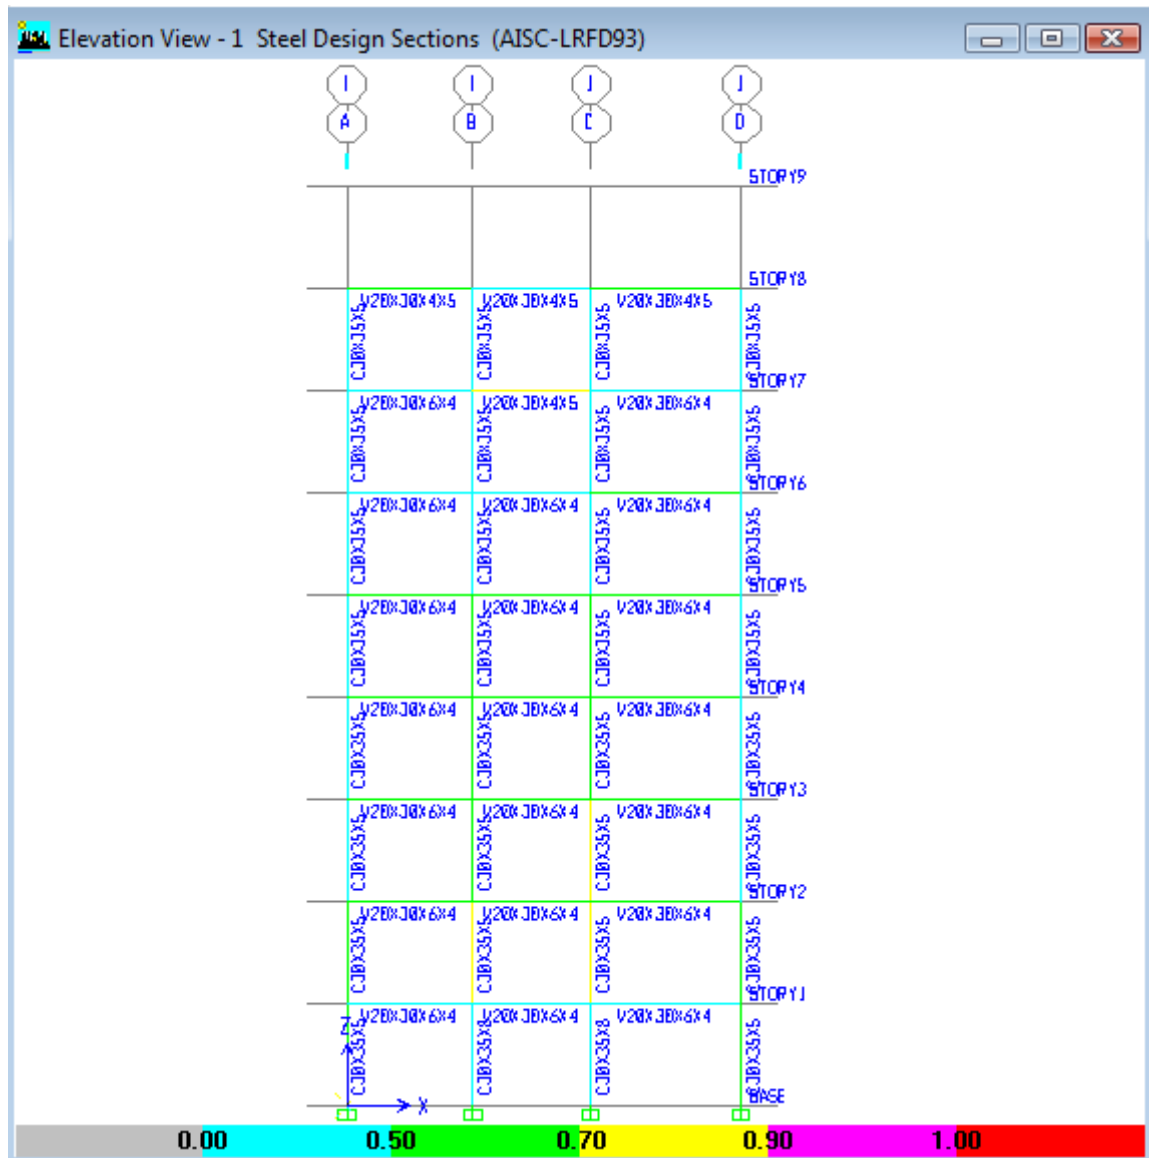 Elevation View - 1 Steel Design Sections (AISC-LRFD93)
1 1 1 1
A B C D
STORY9
STORY8
V20X30X4X5 V20X30X4X5 V20X30X4X5
C30X35X5 C30X35X5 C30X35X5 C30X35X5
STORY7
V20X30X6X4 V20X30X4X5 V20X30X6X4
C30X35X5 C30X35X5 C30X35X5 C30X35X5
STORY6
V20X30X6X4 V20X30X6X4 V20X30X6X4
C30X35X5 C30X35X5 C30X35X5 C30X35X5
STORY5
V20X30X6X4 V20X30X6X4 V20X30X6X4
C30X35X5 C30X35X5 C30X35X5 C30X35X5
STORY4
V20X30X6X4 V20X30X6X4 V20X30X6X4
C30X35X5 C30X35X5 C30X35X5 C30X35X5
STORY3
V20X30X6X4 V20X30X6X4 V20X30X6X4
C30X35X5 C30X35X5 C30X35X5 C30X35X5
STORY2
V20X30X6X4 V20X30X6X4 V20X30X6X4
C30X35X5 C30X35X5 C30X35X5 C30X35X5
STORY1
V20X30X6X4 V20X30X6X4 V20X30X6X4
C30X35X5 C30X35X8 C30X35X8 C30X35X5
Z
X
BASE
0.00 0.50 0.70 0.90 1.00